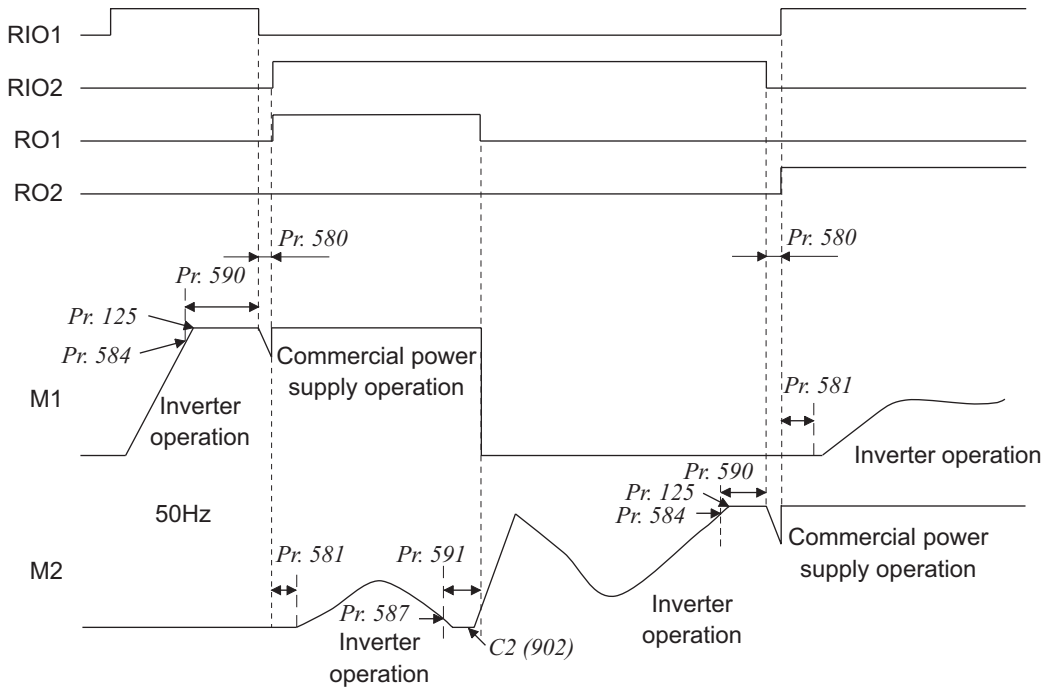 RIO1
RIO2
RO1
RO2
Pr. 580
Pr. 580
Pr. 590
Pr. 125
Pr. 584
Commercial power
supply operation
M1
Inverter
operation
Pr. 581
Inverter operation
Pr. 590
Pr. 125
Pr. 584
50Hz
Commercial power
supply operation
M2
Pr. 581
Pr. 591
Pr. 587
Inverter
operation
C2 (902)
Inverter
operation